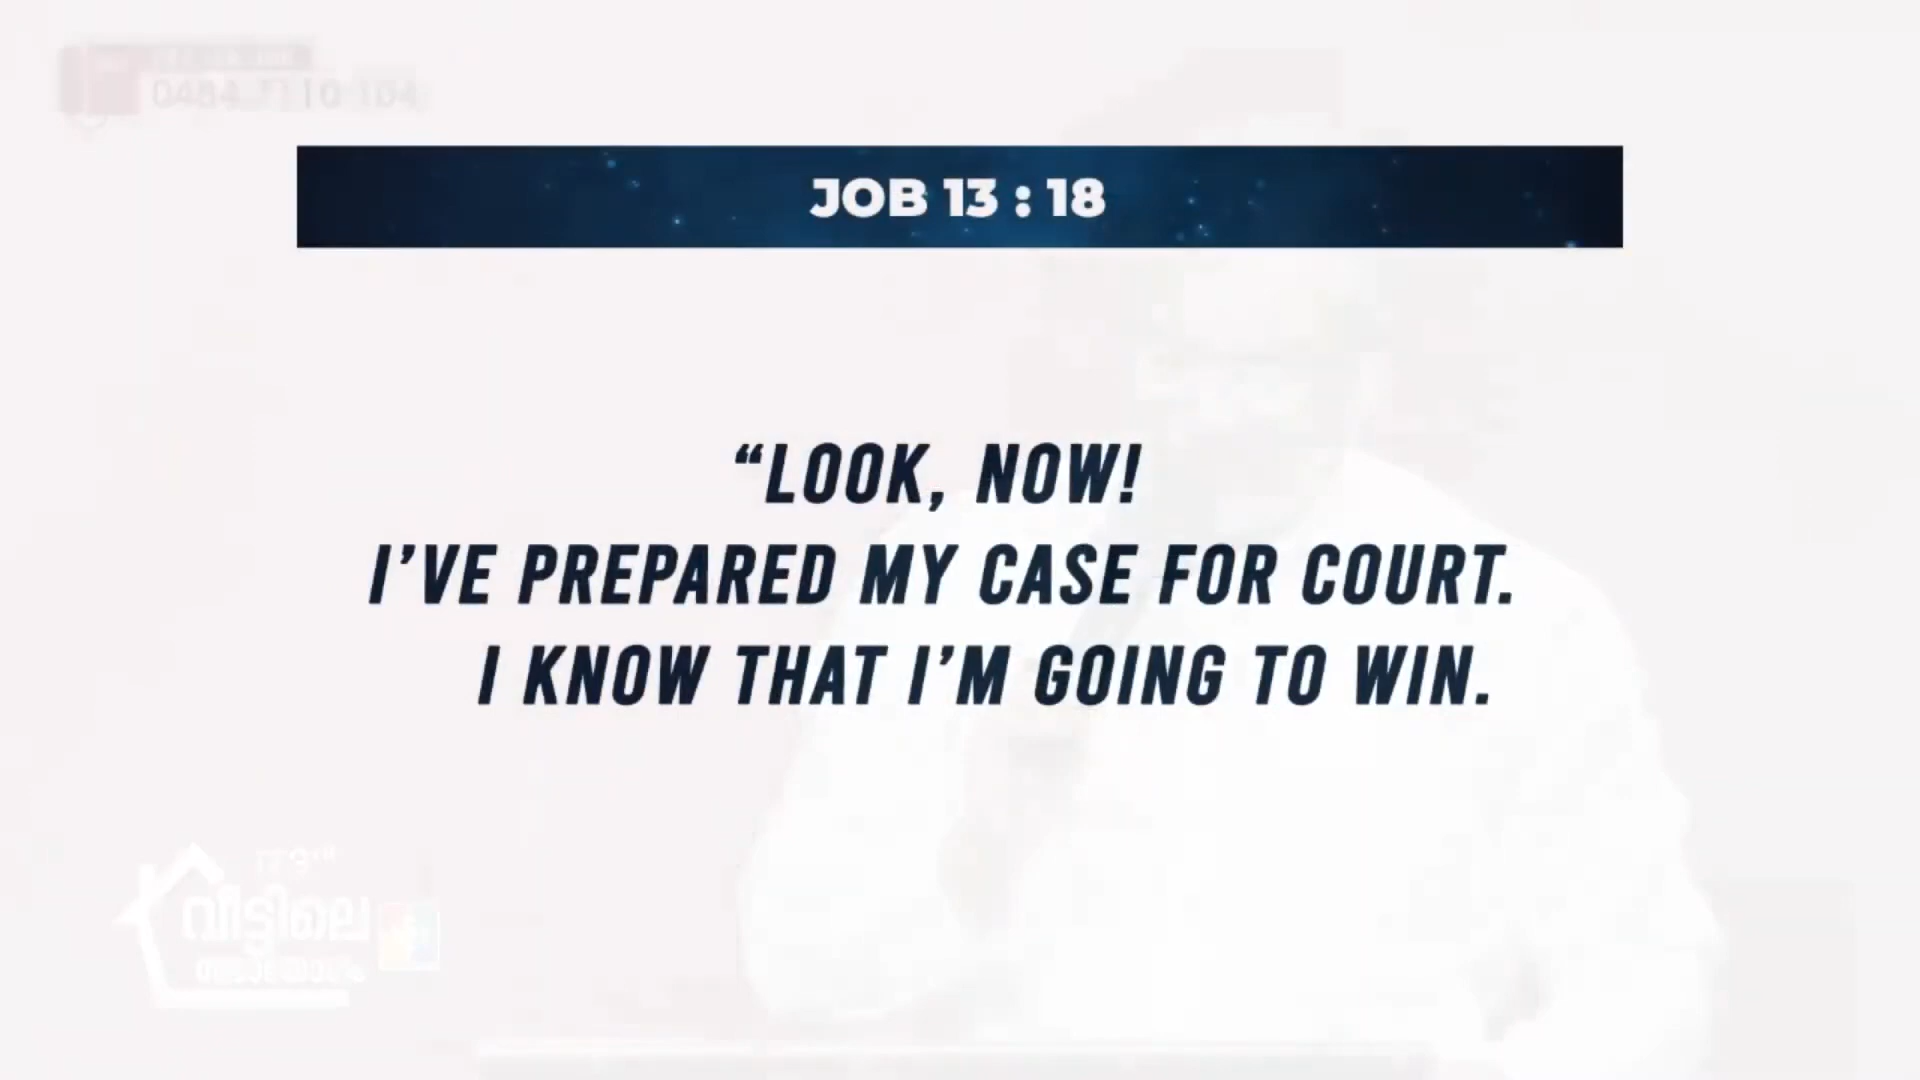 JOB 13 : 18
“LOOK, NOW!
I’VE PREPARED MY CASE FOR COURT.
I KNOW THAT I’M GOING TO WIN.
വീട്ടിലെ